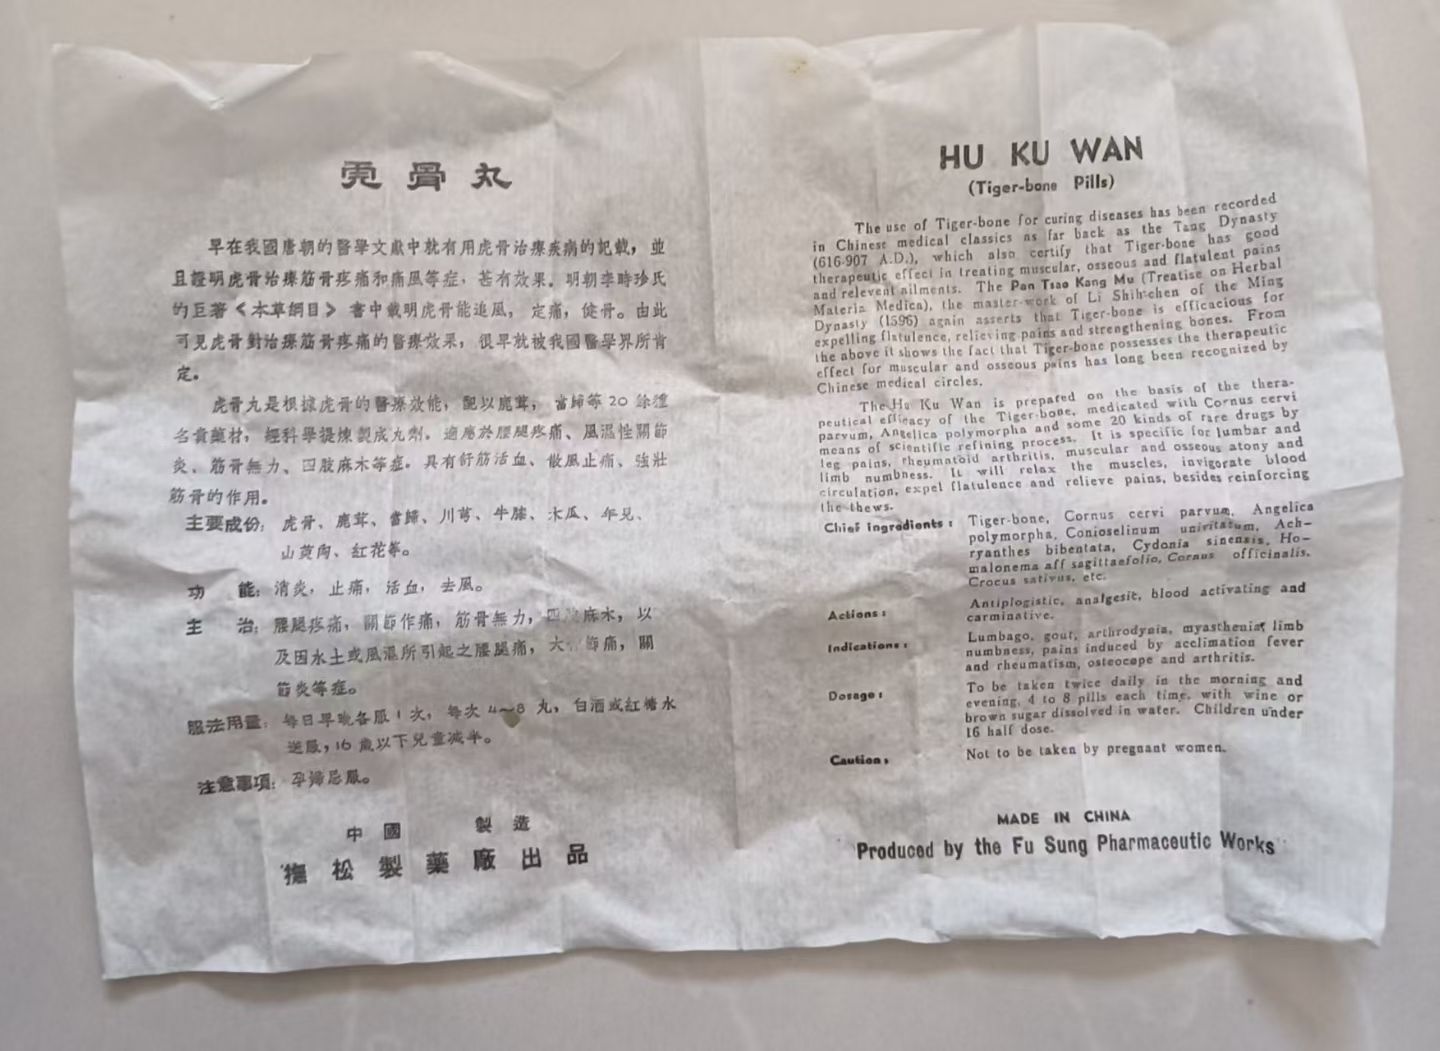 虎骨丸
早在我國唐朝的醫學文獻中就有用虎骨治療疾病的記載，並
且證明虎骨治療筋骨疼痛和痛風等症，甚有效果。明朝李時珍氏
的巨著《本草綱目》書中載明虎骨能追風，定痛，健骨。由此
可見虎骨對治療筋骨疼痛的醫療效果，很早就被我國醫學界所肯
定。
虎骨丸是根據虎骨的醫療效能，配以鹿茸，當歸等20餘種
名貴藥材，經科學提煉製成丸劑。適應於腰腿疼痛、風濕性關節
炎、筋骨無力、四肢麻木等症。具有舒筋活血、散風止痛、強壯
筋骨的作用。
主要成份：虎骨、鹿茸、當歸、川芎、牛膝、木瓜、年見、
山萸肉、紅花等。
功能：消炎，止痛，活血，去風。
主治：腰腿疼痛，關節作痛，筋骨無力，四肢麻木，以
及因水土或風濕所引起之腰腿痛，大 節痛，關
節炎等症。
服法用量：每日早晚各服1次，每次4～8丸，白酒或紅糖水
送服，16歲以下兒童减半。
注意事項：孕婦忌服。
中國製造
撫松製藥廠出品
HU KU WAN
(Tiger-bone Pills)
The use of Tiger-bone for curing diseases has been recorded
in Chinese medical classics as far back as the Tang Dynasty
(616-907 A.D.), which also certify that Tiger-bone has good
therapeutic effect in treating muscular, osseous and flatulent pains
and relevent ailments. The Pan Tsao Kang Mu (Treatise on Herbal
Materia Medica), the master-work of Li Shih-chen of the Ming
Dynasty (1596) again asserts that Tiger-bone is efficacious for
expelling flatulence, relieving pains and strengthening bones. From
the above it shows the fact that Tiger-bone possesses the therapeutic
effect for muscular and osseous pains has long been recognized by
Chinese medical circles.
The Hu Ku Wan is prepared on the basis of the thera-
peutical efficacy of the Tiger-bone, medicated with Cornus cervi
parvum, Angelica polymorpha and some 20 kinds of rare drugs by
means of scientific refining process. It is specific for lumbar and
leg pains, rheumatoid arthritis, muscular and osseous atony and
limb numbness. It will relax the muscles, invigorate blood
circulation, expel flatulence and relieve pains, besides reinforcing
the thews.
Chief ingredients: Tiger-bone, Cornus cervi parvum, Angelica
polymorpha, Conioselinum univitatum, Ach-
ryanthes bibentata, Cydonia sinensis, Ho-
malonema aff sagittaefolio, Cornus officinalis.
Crocus sativus, etc.
Actions: Antiplogistic, analgesic, blood activating and
carminative.
Indications: Lumbago, gout, arthrodynia, myasthenia, limb
numbness, pains induced by acclimation fever
and rheumatism, osteocope and arthritis.
Dosage: To be taken twice daily in the morning and
evening, 4 to 8 pills each time, with wine or
brown sugar dissolved in water. Children under
16 half dose.
Caution: Not to be taken by pregnant women.
MADE IN CHINA
Produced by the Fu Sung Pharmaceutic Works